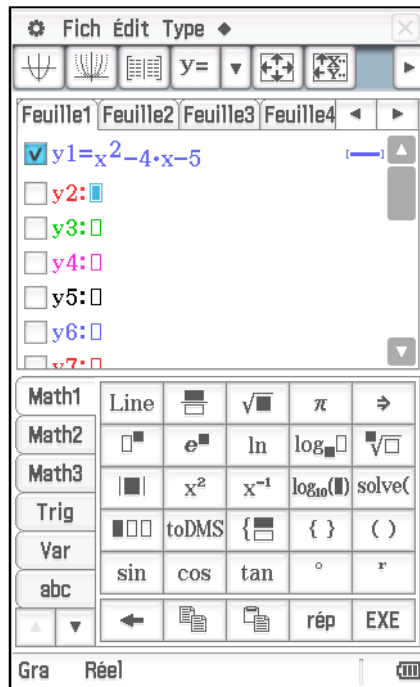 Fich Édit Type
y=
Feuille1 Feuille2 Feuille3 Feuille4
y1=x²-4·x-5
y2:
y3:
y4:
y5:
y6:
y7:
Math1 Line √ π ⇒
Math2 e ln log √
Math3 x² x⁻¹ log₁₀( ) solve(
Trig toDMS { { } ( )
Var sin cos tan ° r
abc
rép EXE
Gra Réel